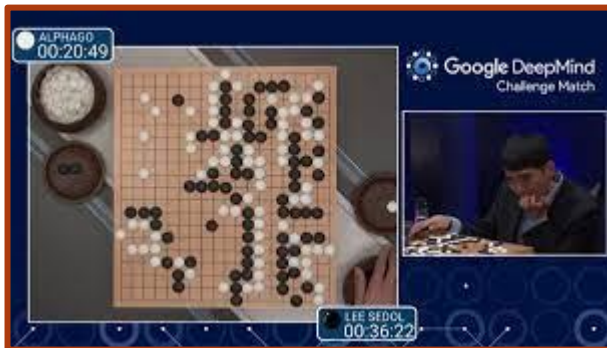 ALPHAGO
00:20:49
Google DeepMind
Challenge Match
LEE SEDOL
00:36:22